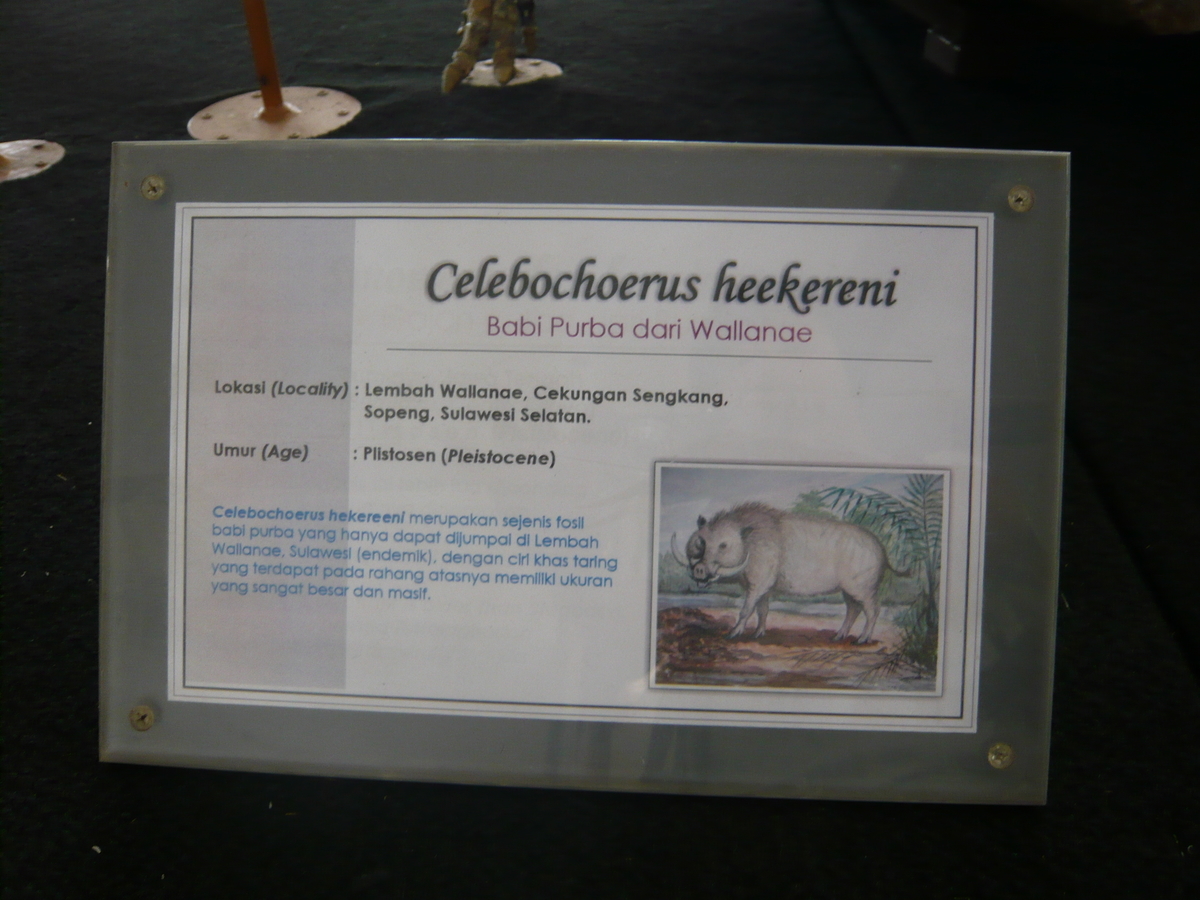 Celebochoerus heekereni
Babi Purba dari Wallanae
Lokasi (Locality) : Lembah Wallanae, Cekungan Sengkang,
Sopeng, Sulawesi Selatan.
Umur (Age) : Plistosen (Pleistocene)
Celebochoerus hekereeni merupakan sejenis fosil
babi purba yang hanya dapat dijumpai di Lembah
Wallanae, Sulawesi (endemik), dengan ciri khas taring
yang terdapat pada rahang atasnya memiliki ukuran
yang sangat besar dan masif.